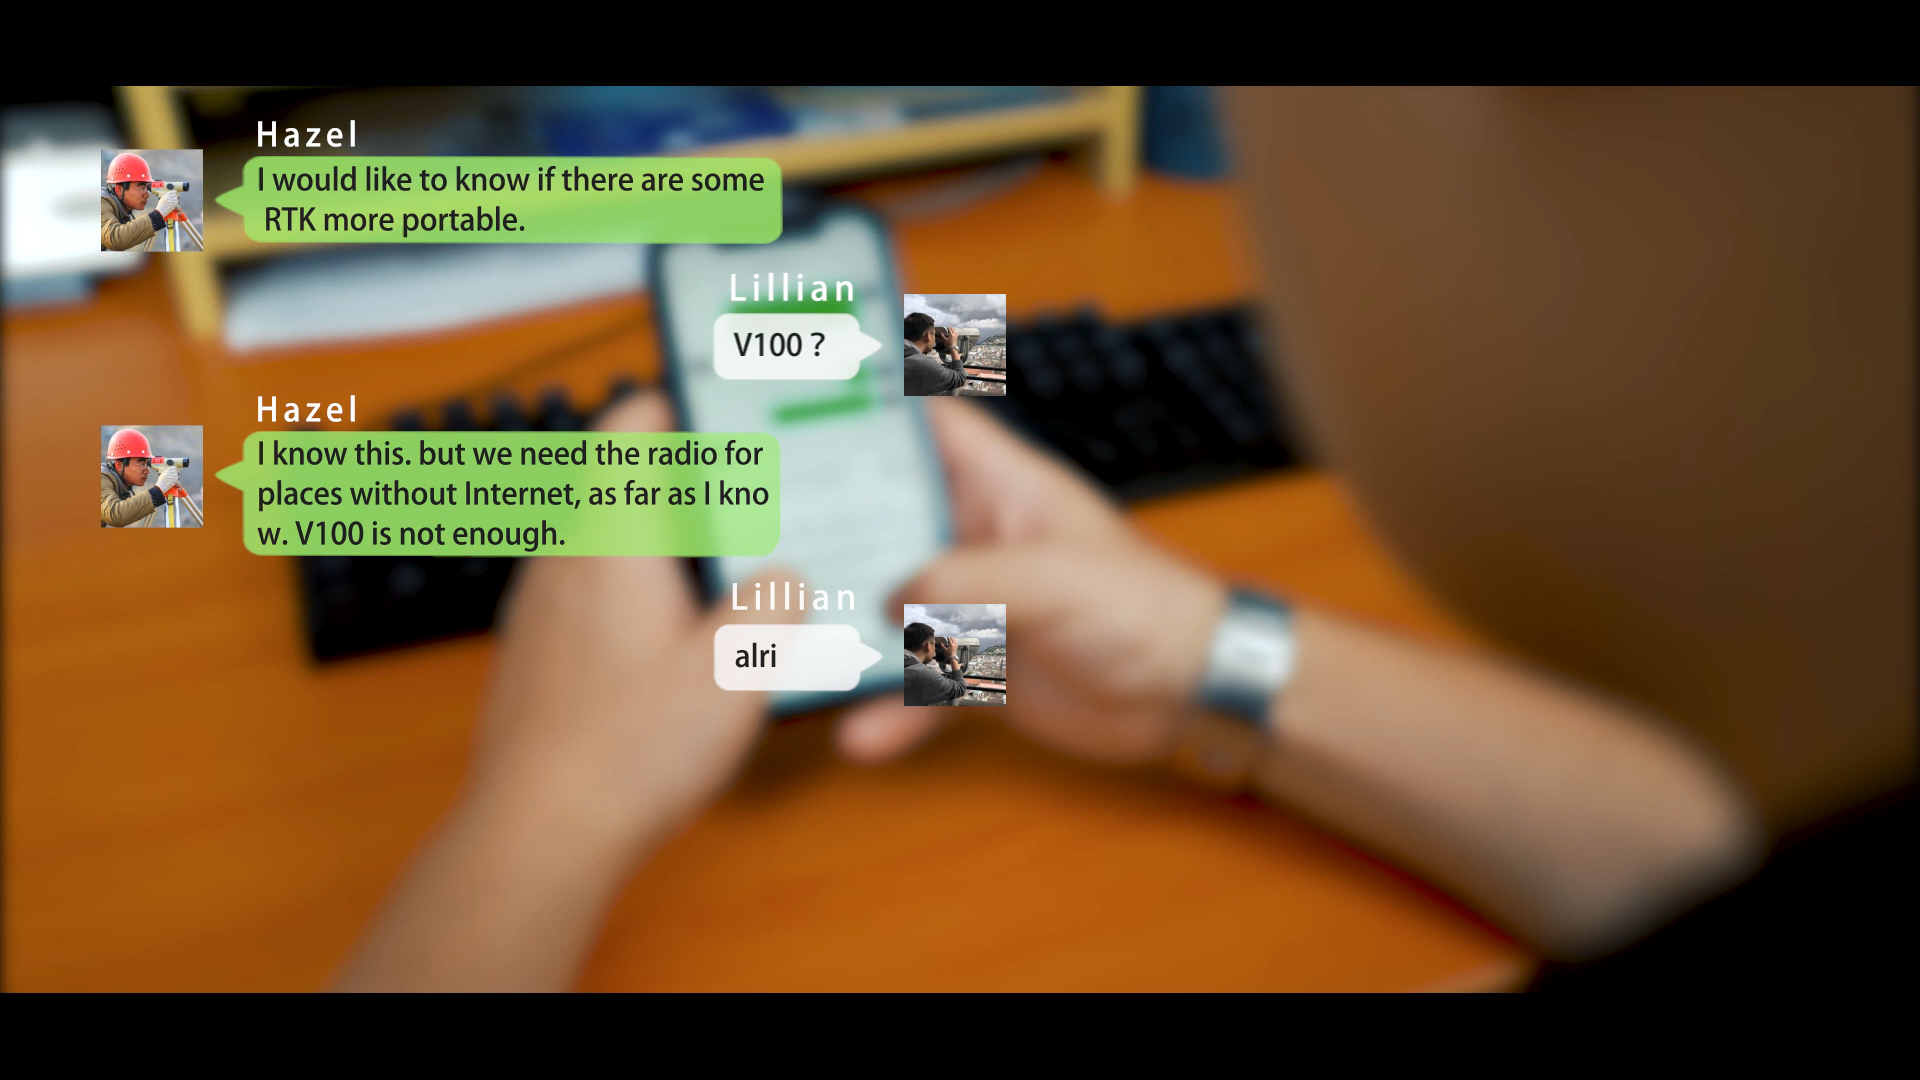 Hazel
I would like to know if there are some
RTK more portable.
Lillian
V100 ?
Hazel
I know this. but we need the radio for
places without Internet, as far as I kno
w. V100 is not enough.
Lillian
alri